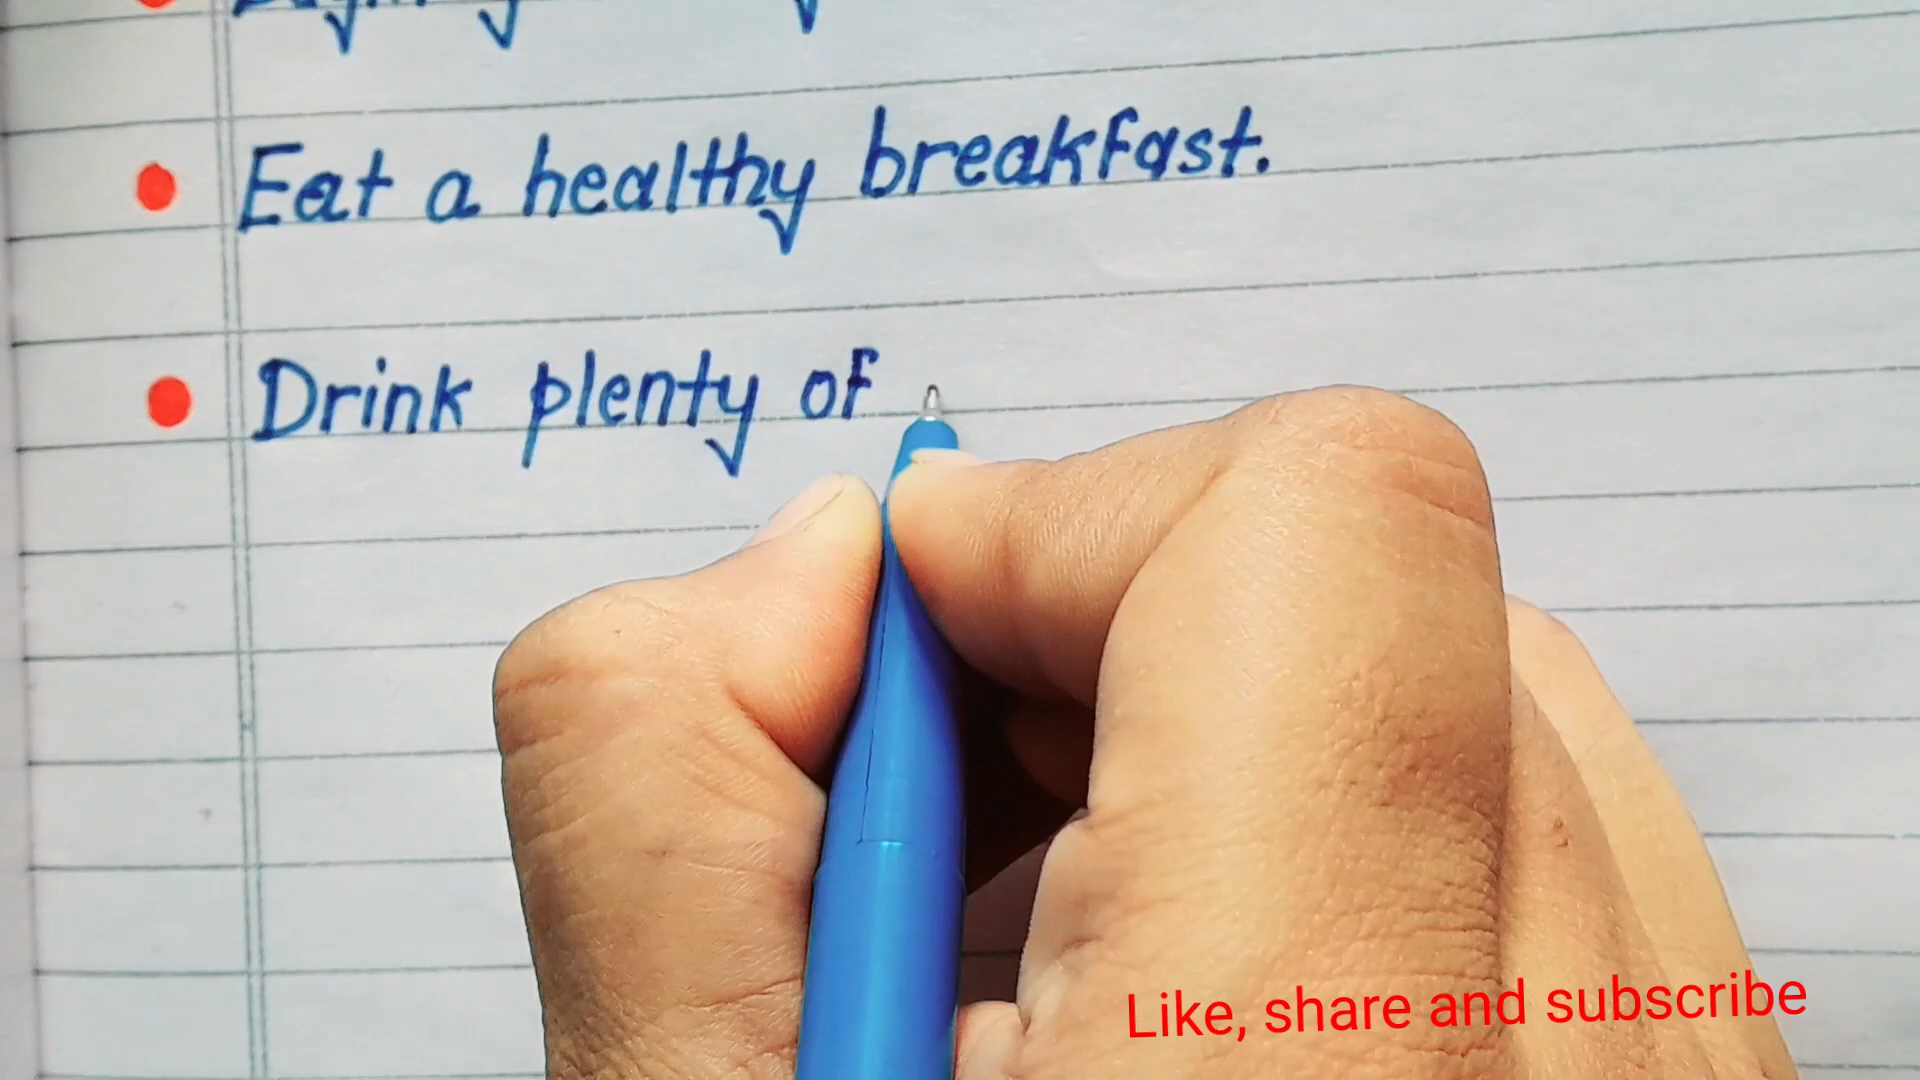 Eat a healthy breakfast.
Drink plenty of
Like, share and subscribe